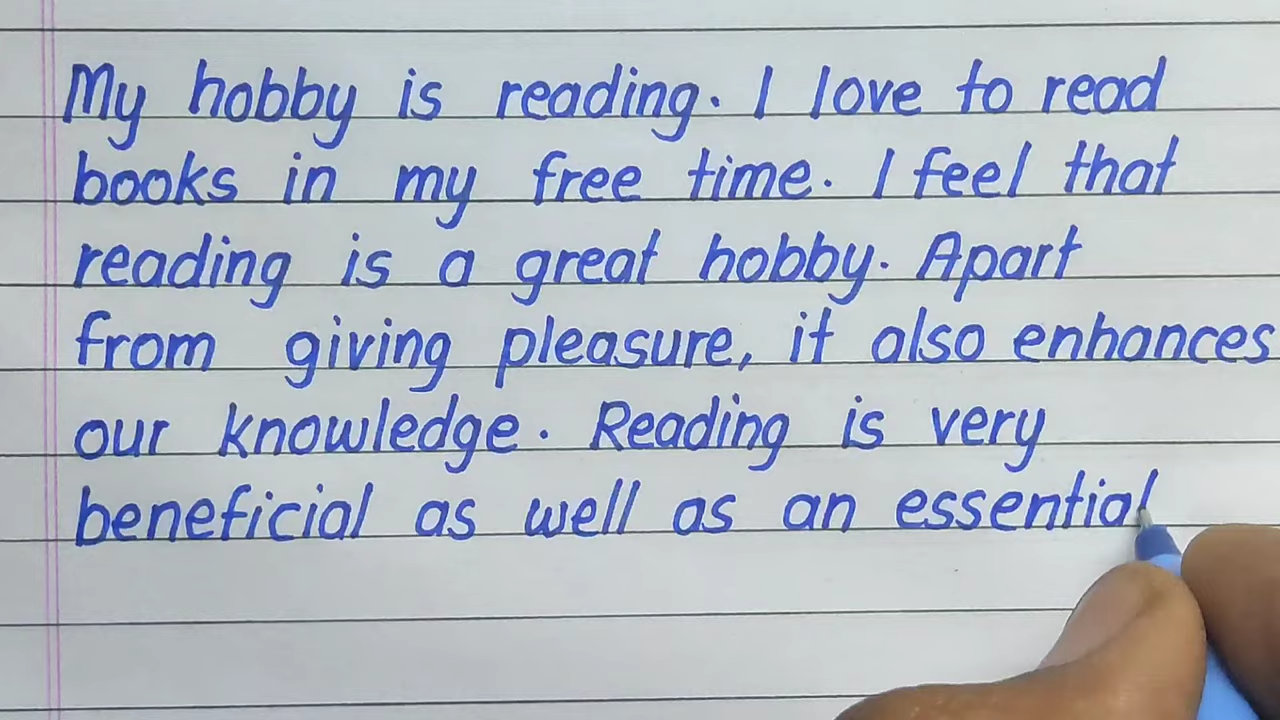 My hobby is reading. I love to read
books in my free time. I feel that
reading is a great hobby. Apart
from giving pleasure, it also enhances
our knowledge. Reading is very
beneficial as well as an essential